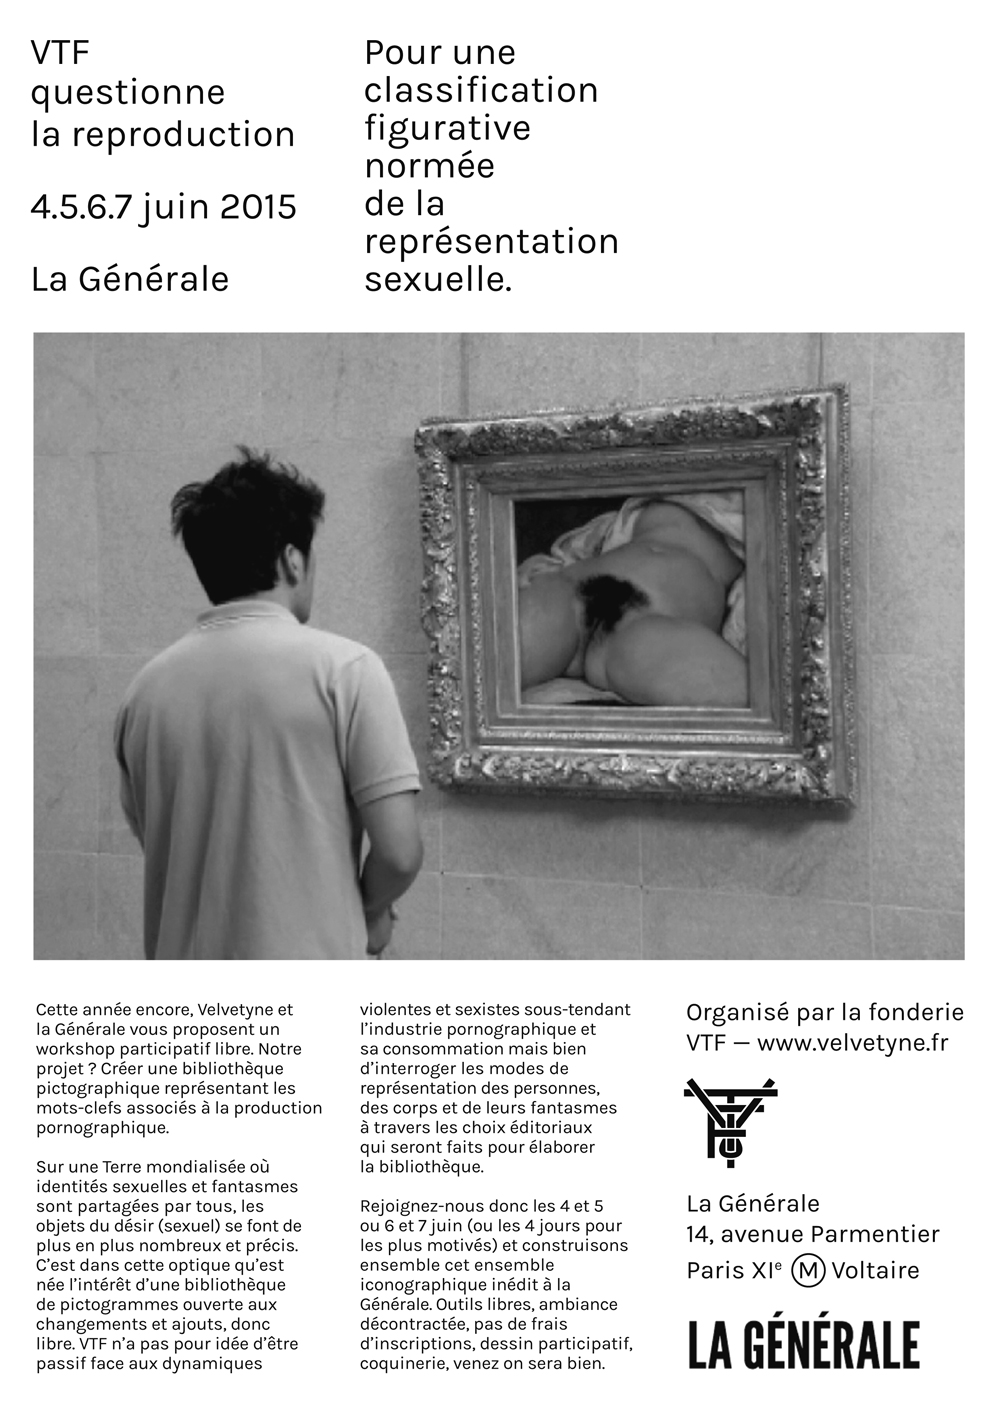 VTF
questionne
la reproduction
4.5.6.7 juin 2015
La Générale
Pour une
classification
figurative
normée
de la
représentation
sexuelle.
Cette année encore, Velvetyne et
la Générale vous proposent un
workshop participatif libre. Notre
projet ? Créer une bibliothèque
pictographique représentant les
mots-clefs associés à la production
pornographique.
Sur une Terre mondialisée où
identités sexuelles et fantasmes
sont partagées par tous, les
objets du désir (sexuel) se font de
plus en plus nombreux et précis.
C’est dans cette optique qu’est
née l’intérêt d’une bibliothèque
de pictogrammes ouverte aux
changements et ajouts, donc
libre. VTF n’a pas pour idée d’être
passif face aux dynamiques
violentes et sexistes sous-tendant
l’industrie pornographique et
sa consommation mais bien
d’interroger les modes de
représentation des personnes,
des corps et de leurs fantasmes
à travers les choix éditoriaux
qui seront faits pour élaborer
la bibliothèque.
Rejoignez-nous donc les 4 et 5
ou 6 et 7 juin (ou les 4 jours pour
les plus motivés) et construisons
ensemble cet ensemble
iconographique inédit à la
Générale. Outils libres, ambiance
décontractée, pas de frais
d’inscriptions, dessin participatif,
coquinerie, venez on sera bien.
Organisé par la fonderie
VTF — www.velvetyne.fr
VTF
La Générale
14, avenue Parmentier
Paris XIe Ⓜ Voltaire
LA GÉNÉRALE